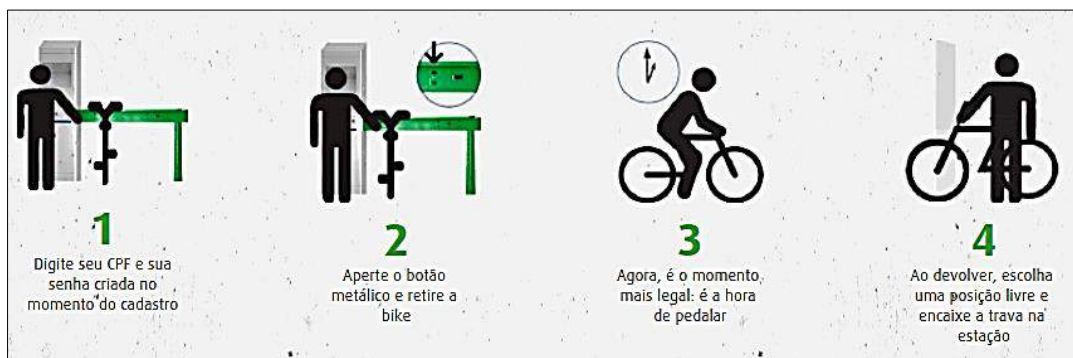 1
Digite seu CPF e sua
senha criada no
momento do cadastro
2
Aperte o botão
metálico e retire a
bike
3
Agora, é o momento
mais legal: é a hora
de pedalar
4
Ao devolver, escolha
uma posição livre e
encaixe a trava na
estação